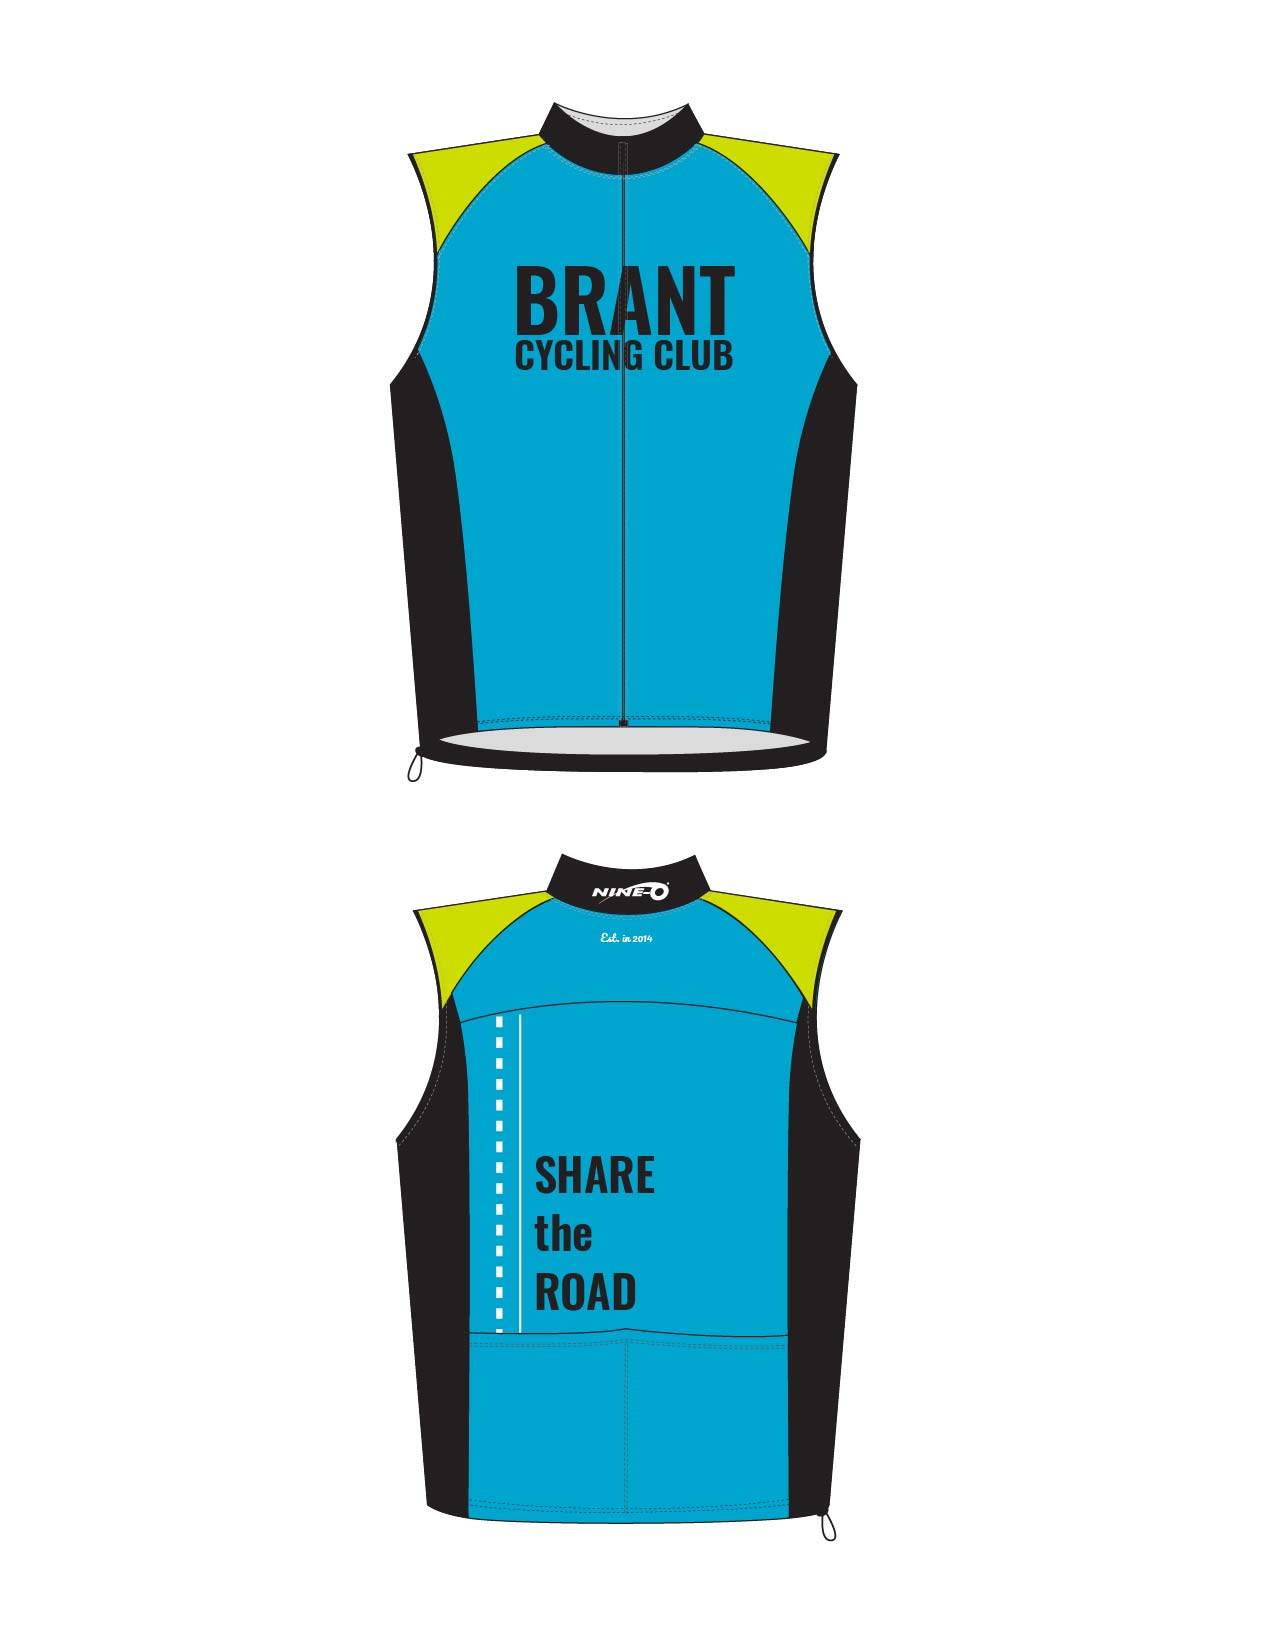 BRANT
CYCLING CLUB
NINE-O
Est. in 2014
SHARE
the
ROAD